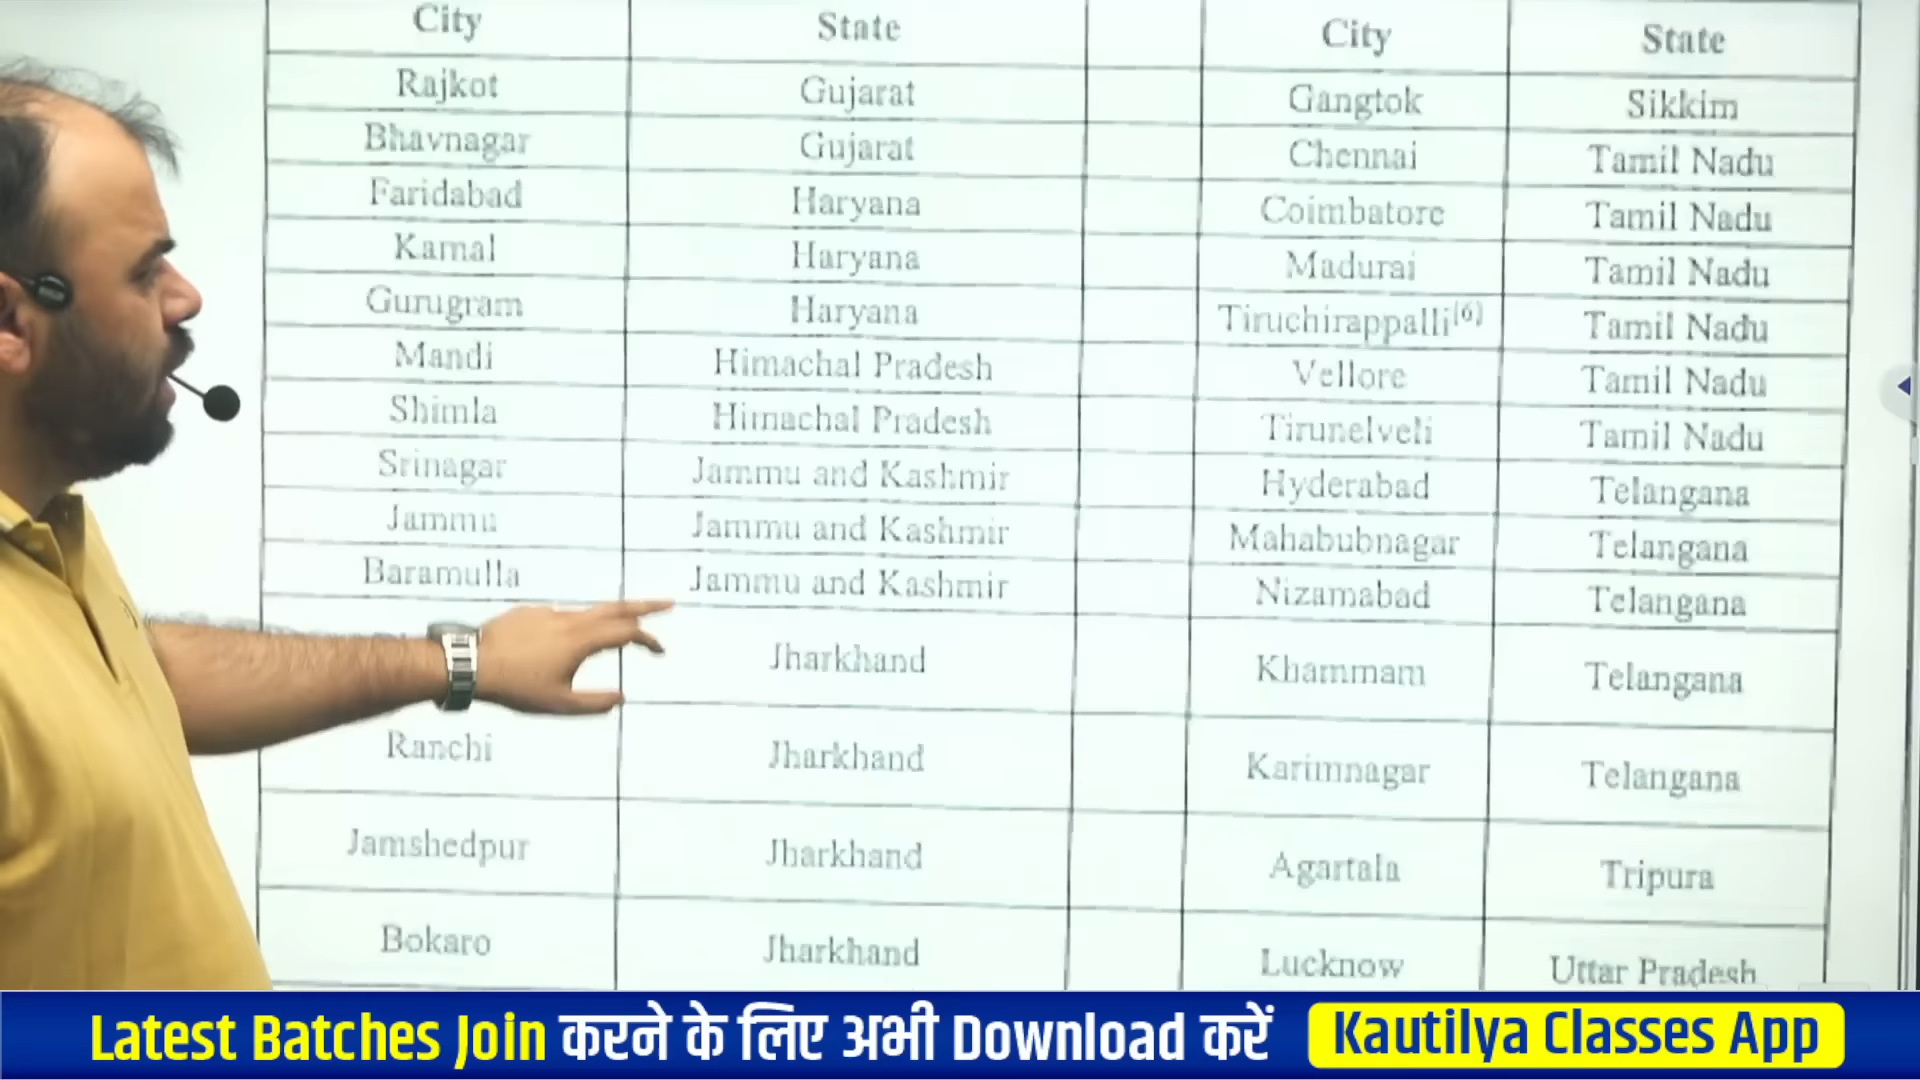 City State City State
Rajkot Gujarat Gangtok Sikkim
Bhavnagar Gujarat Chennai Tamil Nadu
Faridabad Haryana Coimbatore Tamil Nadu
Kamal Haryana Madurai Tamil Nadu
Gurugram Haryana Tiruchirappalli(6) Tamil Nadu
Mandi Himachal Pradesh Vellore Tamil Nadu
Shimla Himachal Pradesh Tirunelveli Tamil Nadu
Srinagar Jammu and Kashmir Hyderabad Telangana
Jammu Jammu and Kashmir Mahabubnagar Telangana
Baramulla Jammu and Kashmir Nizamabad Telangana
Jharkhand Khammam Telangana
Ranchi Jharkhand Karimnagar Telangana
Jamshedpur Jharkhand Agartala Tripura
Bokaro Jharkhand Lucknow Uttar Pradesh
Latest Batches Join करने के लिए अभी Download करें Kautilya Classes App